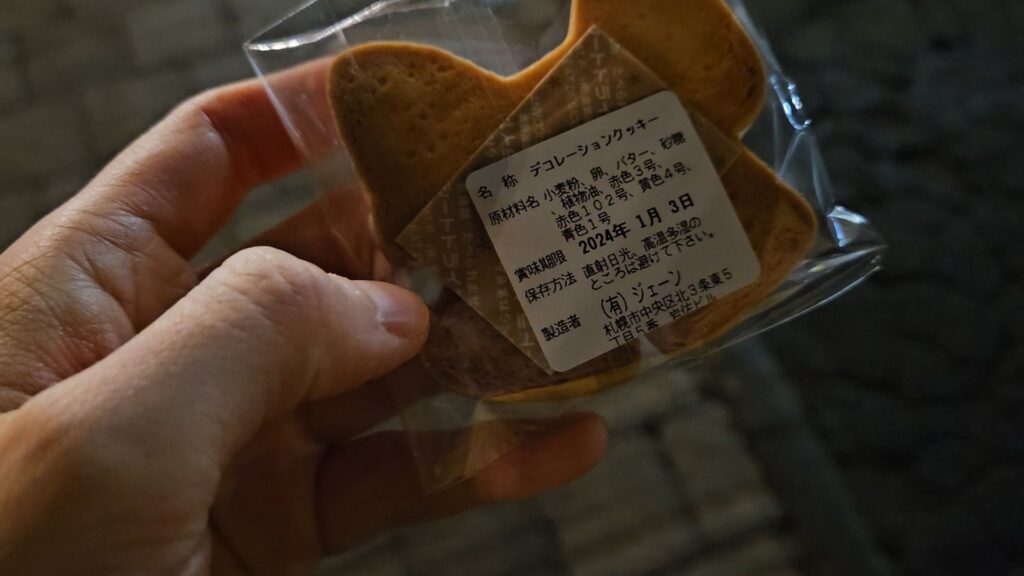 名 称 デコレーションクッキー
原材料名 小麦粉、卵、バター、砂糖
、植物油、赤色3号、
赤色102号、黄色4号、
青色1号
賞味期限 2024年 1月 3日
保存方法 直射日光、高温多湿の
ところは避けて下さい。
製造者 (有)ジェーン
札幌市中央区北3条東5
丁目5番